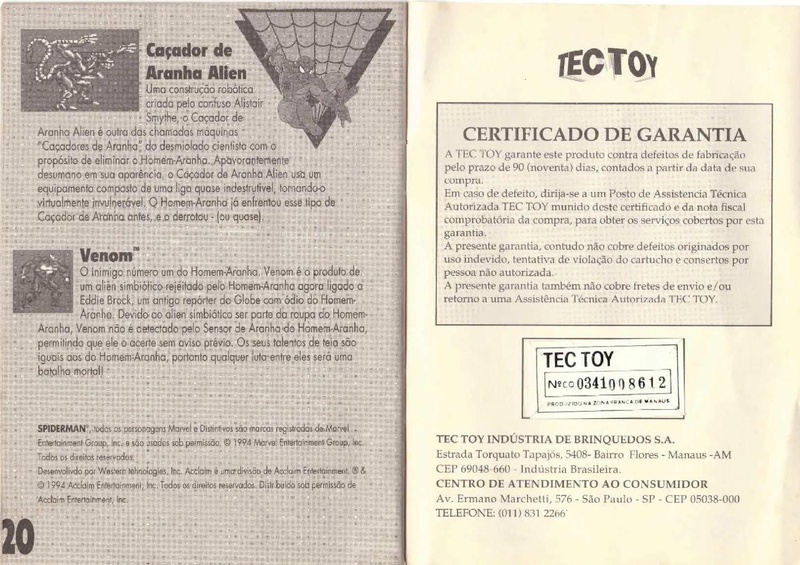 Caçador de
Aranha Alien
Uma construção robótica
criada pelo confuso Alistair
Smythe, o Caçador de
Aranha Alien é outra das chamadas máquinas
"Caçadores de Aranha" do desmiolado cientista com o
propósito de eliminar o Homem-Aranha. Apavorantemente
desumano em sua aparência, o Caçador de Aranha Alien usa um
equipamento composto de uma liga quase indestrutível, tornando-o
virtualmente invulnerável. O Homem-Aranha já enfrentou esse tipo de
Caçador de Aranha antes, e o derrotou - (ou quase).
Venom™
O inimigo número um do Homem-Aranha. Venom é o produto de
um alien simbiótico rejeitado pelo Homem-Aranha agora ligado a
Eddie Brock, um antigo repórter do Globe com ódio do Homem-
Aranha. Devido ao alien simbiótico ser parte da roupa do Homem-
Aranha, Venom não é detectado pelo Sensor de Aranha do Homem-Aranha,
permitindo que ele o acerte sem aviso prévio. Os seus talentos de teia são
iguais aos do Homem-Aranha, portanto qualquer luta entre eles será uma
batalha mortal!
SPIDERMAN®, todos os personagens Marvel e Distintivos são marcas registradas de Marvel
Entertainment Group, Inc. e são usados sob permissão. © 1994 Marvel Entertainment Group, Inc.
Todos os direitos reservados.
Desenvolvido por Western tehnologies, Inc. Acclaim é uma divisão de Acclaim Entertainment, ® &
© 1994 Acclaim Entertainment, Inc. Todos os direitos reservados. Distribuído sob permissão de
Acclaim Entertainment, Inc.
20
TEC TOY
CERTIFICADO DE GARANTIA
A TEC TOY garante este produto contra defeitos de fabricação
pelo prazo de 90 (noventa) dias, contados a partir da data de sua
compra.
Em caso de defeito, dirija-se a um Posto de Assistencia Técnica
Autorizada TEC TOY munido deste certificado e da nota fiscal
comprobatória da compra, para obter os serviços cobertos por esta
garantia.
A presente garantia, contudo não cobre defeitos originados por
uso indevido, tentativa de violação do cartucho e consertos por
pessoa não autorizada.
A presente garantia também não cobre fretes de envio e/ou
retorno a uma Assistência Técnica Autorizada TEC TOY.
TEC TOY
Nº CO 0341008612
PRODUZIDO NA ZONA FRANCA DE MANAUS
TEC TOY INDÚSTRIA DE BRINQUEDOS S.A.
Estrada Torquato Tapajós, 5408- Bairro Flores - Manaus -AM
CEP 69048-660 - Indústria Brasileira.
CENTRO DE ATENDIMENTO AO CONSUMIDOR
Av. Ermano Marchetti, 576 - São Paulo - SP - CEP 05038-000
TELEFONE: (011) 831 2266